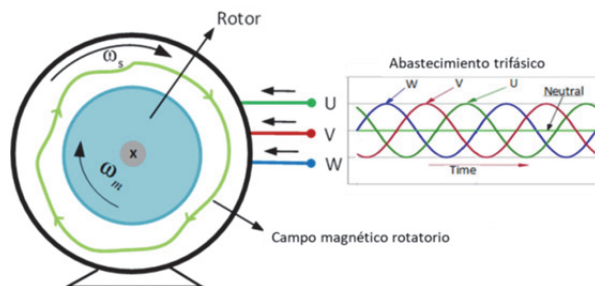 Rotor
ωs
Abastecimiento trifásico
W V U
Neutral
U
V
W
X
ωm
Time
Campo magnético rotatorio